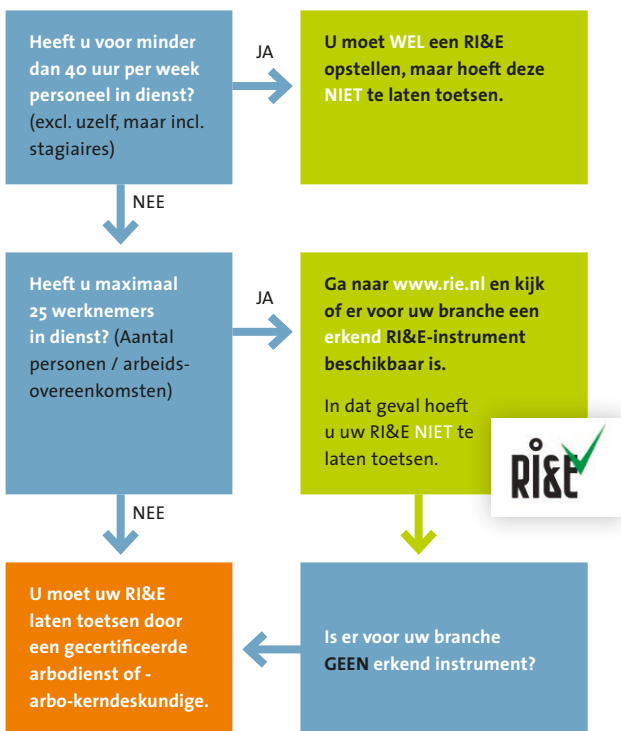 Heeft u voor minder
dan 40 uur per week
personeel in dienst?
(excl. uzelf, maar incl.
stagiaires)
JA
U moet WEL een RI&E
opstellen, maar hoeft deze
NIET te laten toetsen.
NEE
Heeft u maximaal
25 werknemers
in dienst? (Aantal
personen / arbeids-
overeenkomsten)
JA
Ga naar www.rie.nl en kijk
of er voor uw branche een
erkend RI&E-instrument
beschikbaar is.
In dat geval hoeft
u uw RI&E NIET te
laten toetsen.
RI&E
NEE
U moet uw RI&E
laten toetsen door
een gecertificeerde
arbodienst of -
arbo-kerndeskundige.
Is er voor uw branche
GEEN erkend instrument?